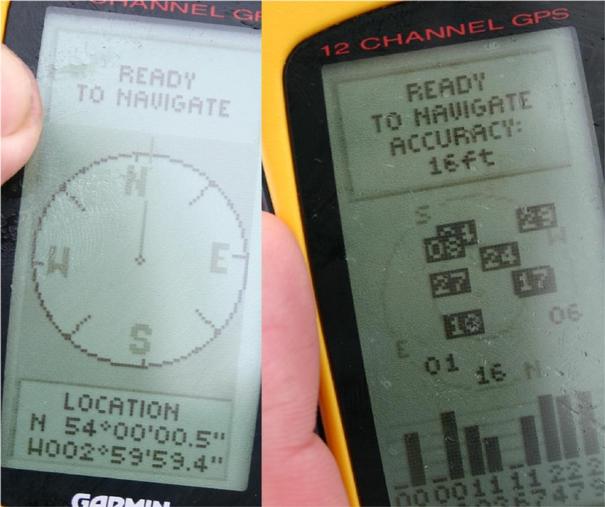 12 CHANNEL GPS
READY
TO NAVIGATE
N
W
E
S
LOCATION
N 54°00'00.5"
W002°59'59.4"
GARMIN
12 CHANNEL GPS
READY
TO NAVIGATE
ACCURACY:
16ft
S
W
24
27
17
10
06
E
01
16
N